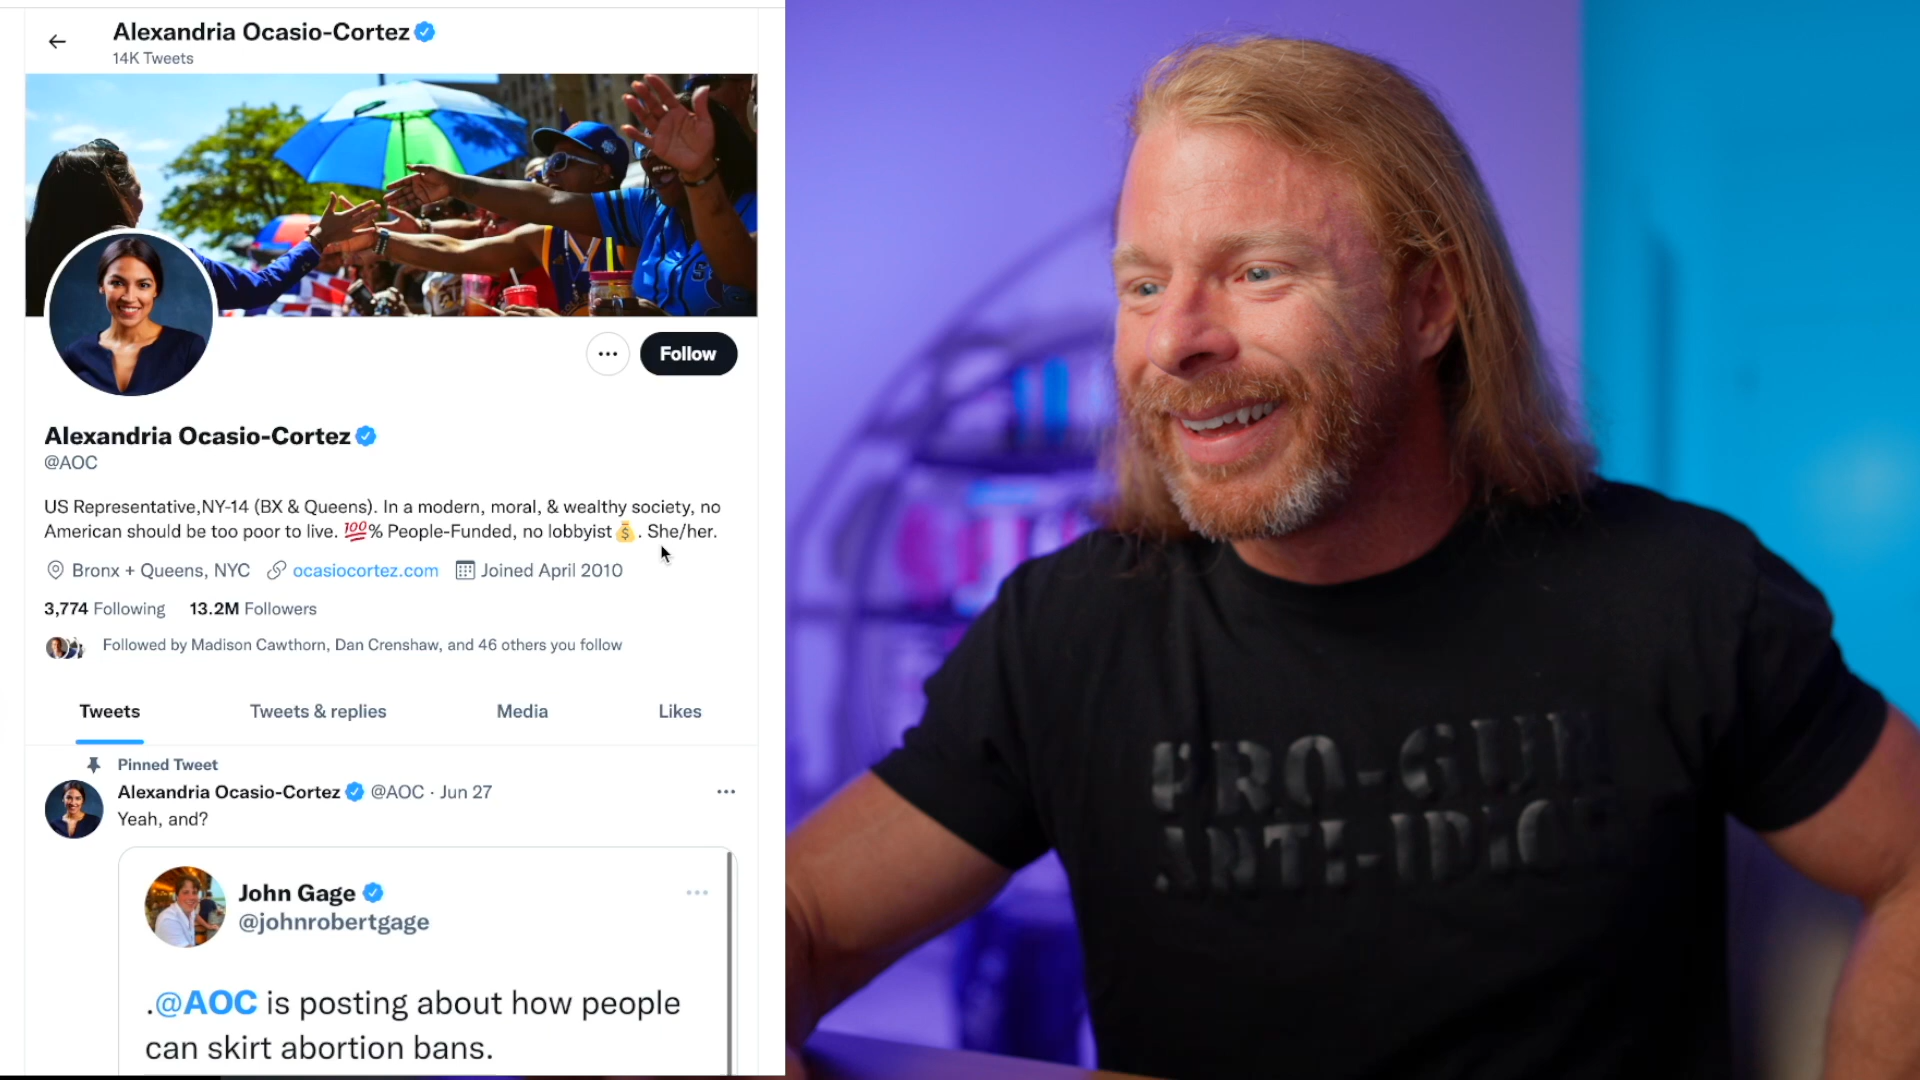 Alexandria Ocasio-Cortez
14K Tweets
Follow
Alexandria Ocasio-Cortez
@AOC
US Representative,NY-14 (BX & Queens). In a modern, moral, & wealthy society, no
American should be too poor to live. 💯% People-Funded, no lobbyist💰. She/her.
Bronx + Queens, NYC ocasiocortez.com Joined April 2010
3,774 Following 13.2M Followers
Followed by Madison Cawthorn, Dan Crenshaw, and 46 others you follow
Tweets Tweets & replies Media Likes
Pinned Tweet
Alexandria Ocasio-Cortez @AOC · Jun 27
Yeah, and?
John Gage
@johnrobertgage
.@AOC is posting about how people
can skirt abortion bans.
PRO-GUN
ANTI-IDIOT